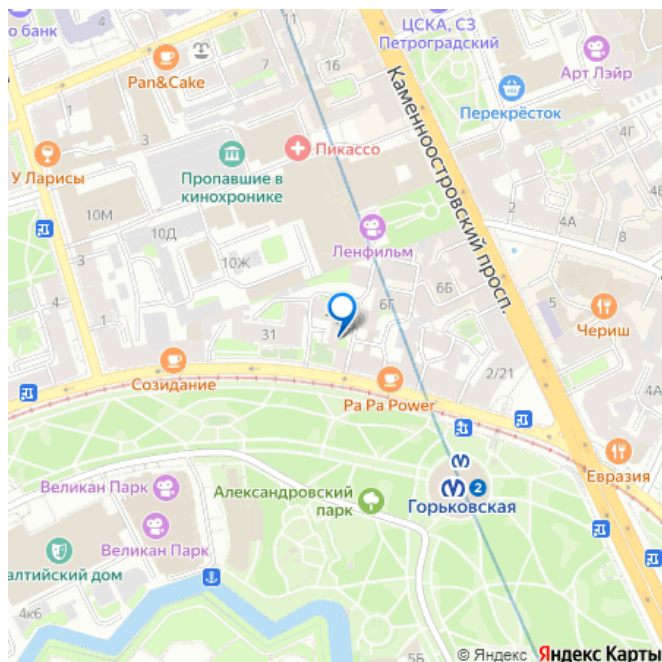 о банк
11
ЦСКА, СЗ
Петроградский
Арт Лэйр
Pan&Cake
7
16
1
3
Перекрёсток
4Г
Каменноостровский просп.
У Ларисы
Пикассо
Пропавшие в
кинохронике
10М
10Д
10Ж
2
4А
8
Ленфильм
4
6Г
6Б
5
Чериш
1
31
Созидание
2/21
Pa Pa Power
Евразия
Великан Парк
Александровский
парк
2
Горьковская
Великан Парк
алтийский дом
4к6
5Б
© Яндекс Яндекс Карты